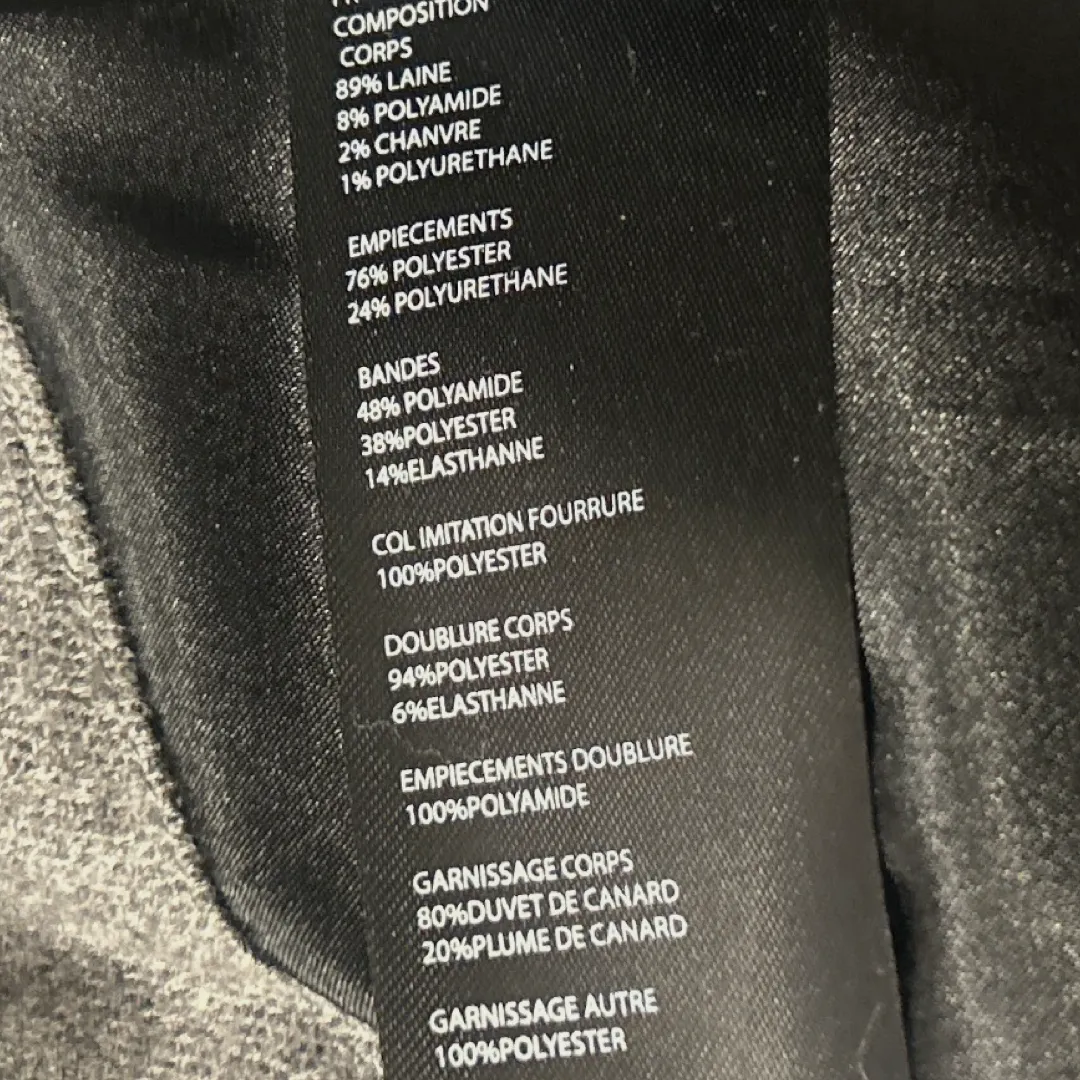 COMPOSITION
CORPS
89% LAINE
8% POLYAMIDE
2% CHANVRE
1% POLYURETHANE
EMPIECEMENTS
76% POLYESTER
24% POLYURETHANE
BANDES
48% POLYAMIDE
38%POLYESTER
14%ELASTHANNE
COL IMITATION FOURRURE
100%POLYESTER
DOUBLURE CORPS
94%POLYESTER
6%ELASTHANNE
EMPIECEMENTS DOUBLURE
100%POLYAMIDE
GARNISSAGE CORPS
80%DUVET DE CANARD
20%PLUME DE CANARD
GARNISSAGE AUTRE
100%POLYESTER